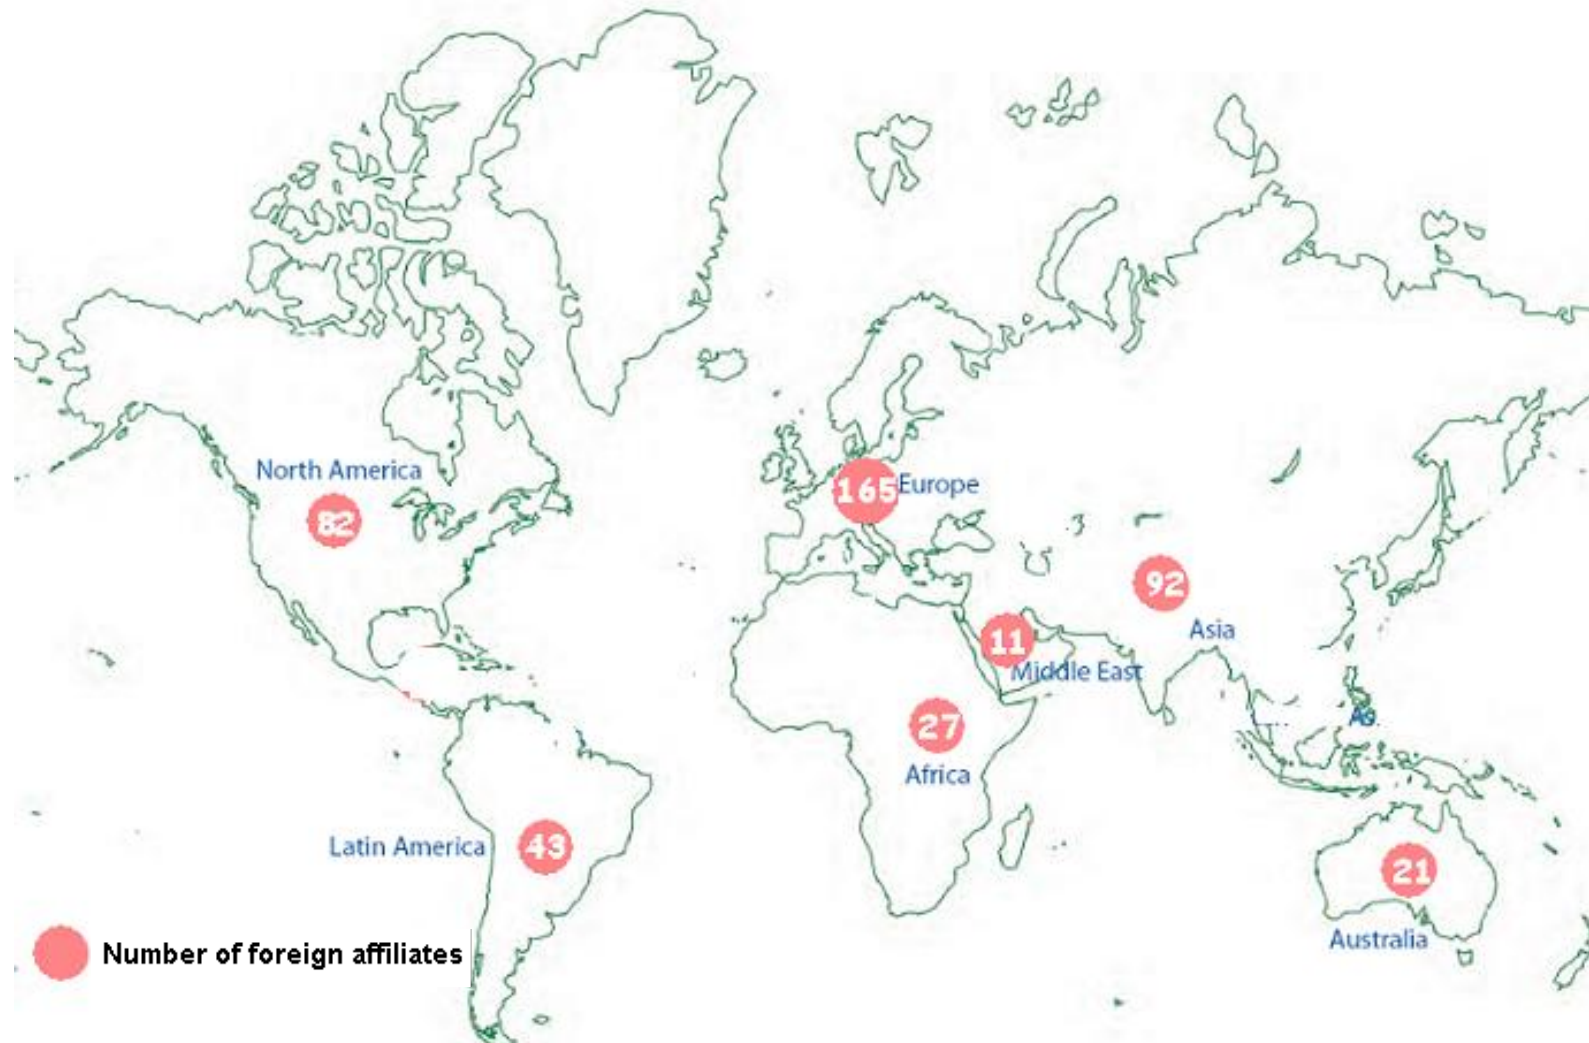 North America
82
165
Europe
92
Asia
11
Middle East
27
Africa
As
Latin America
43
21
Australia
Number of foreign affiliates